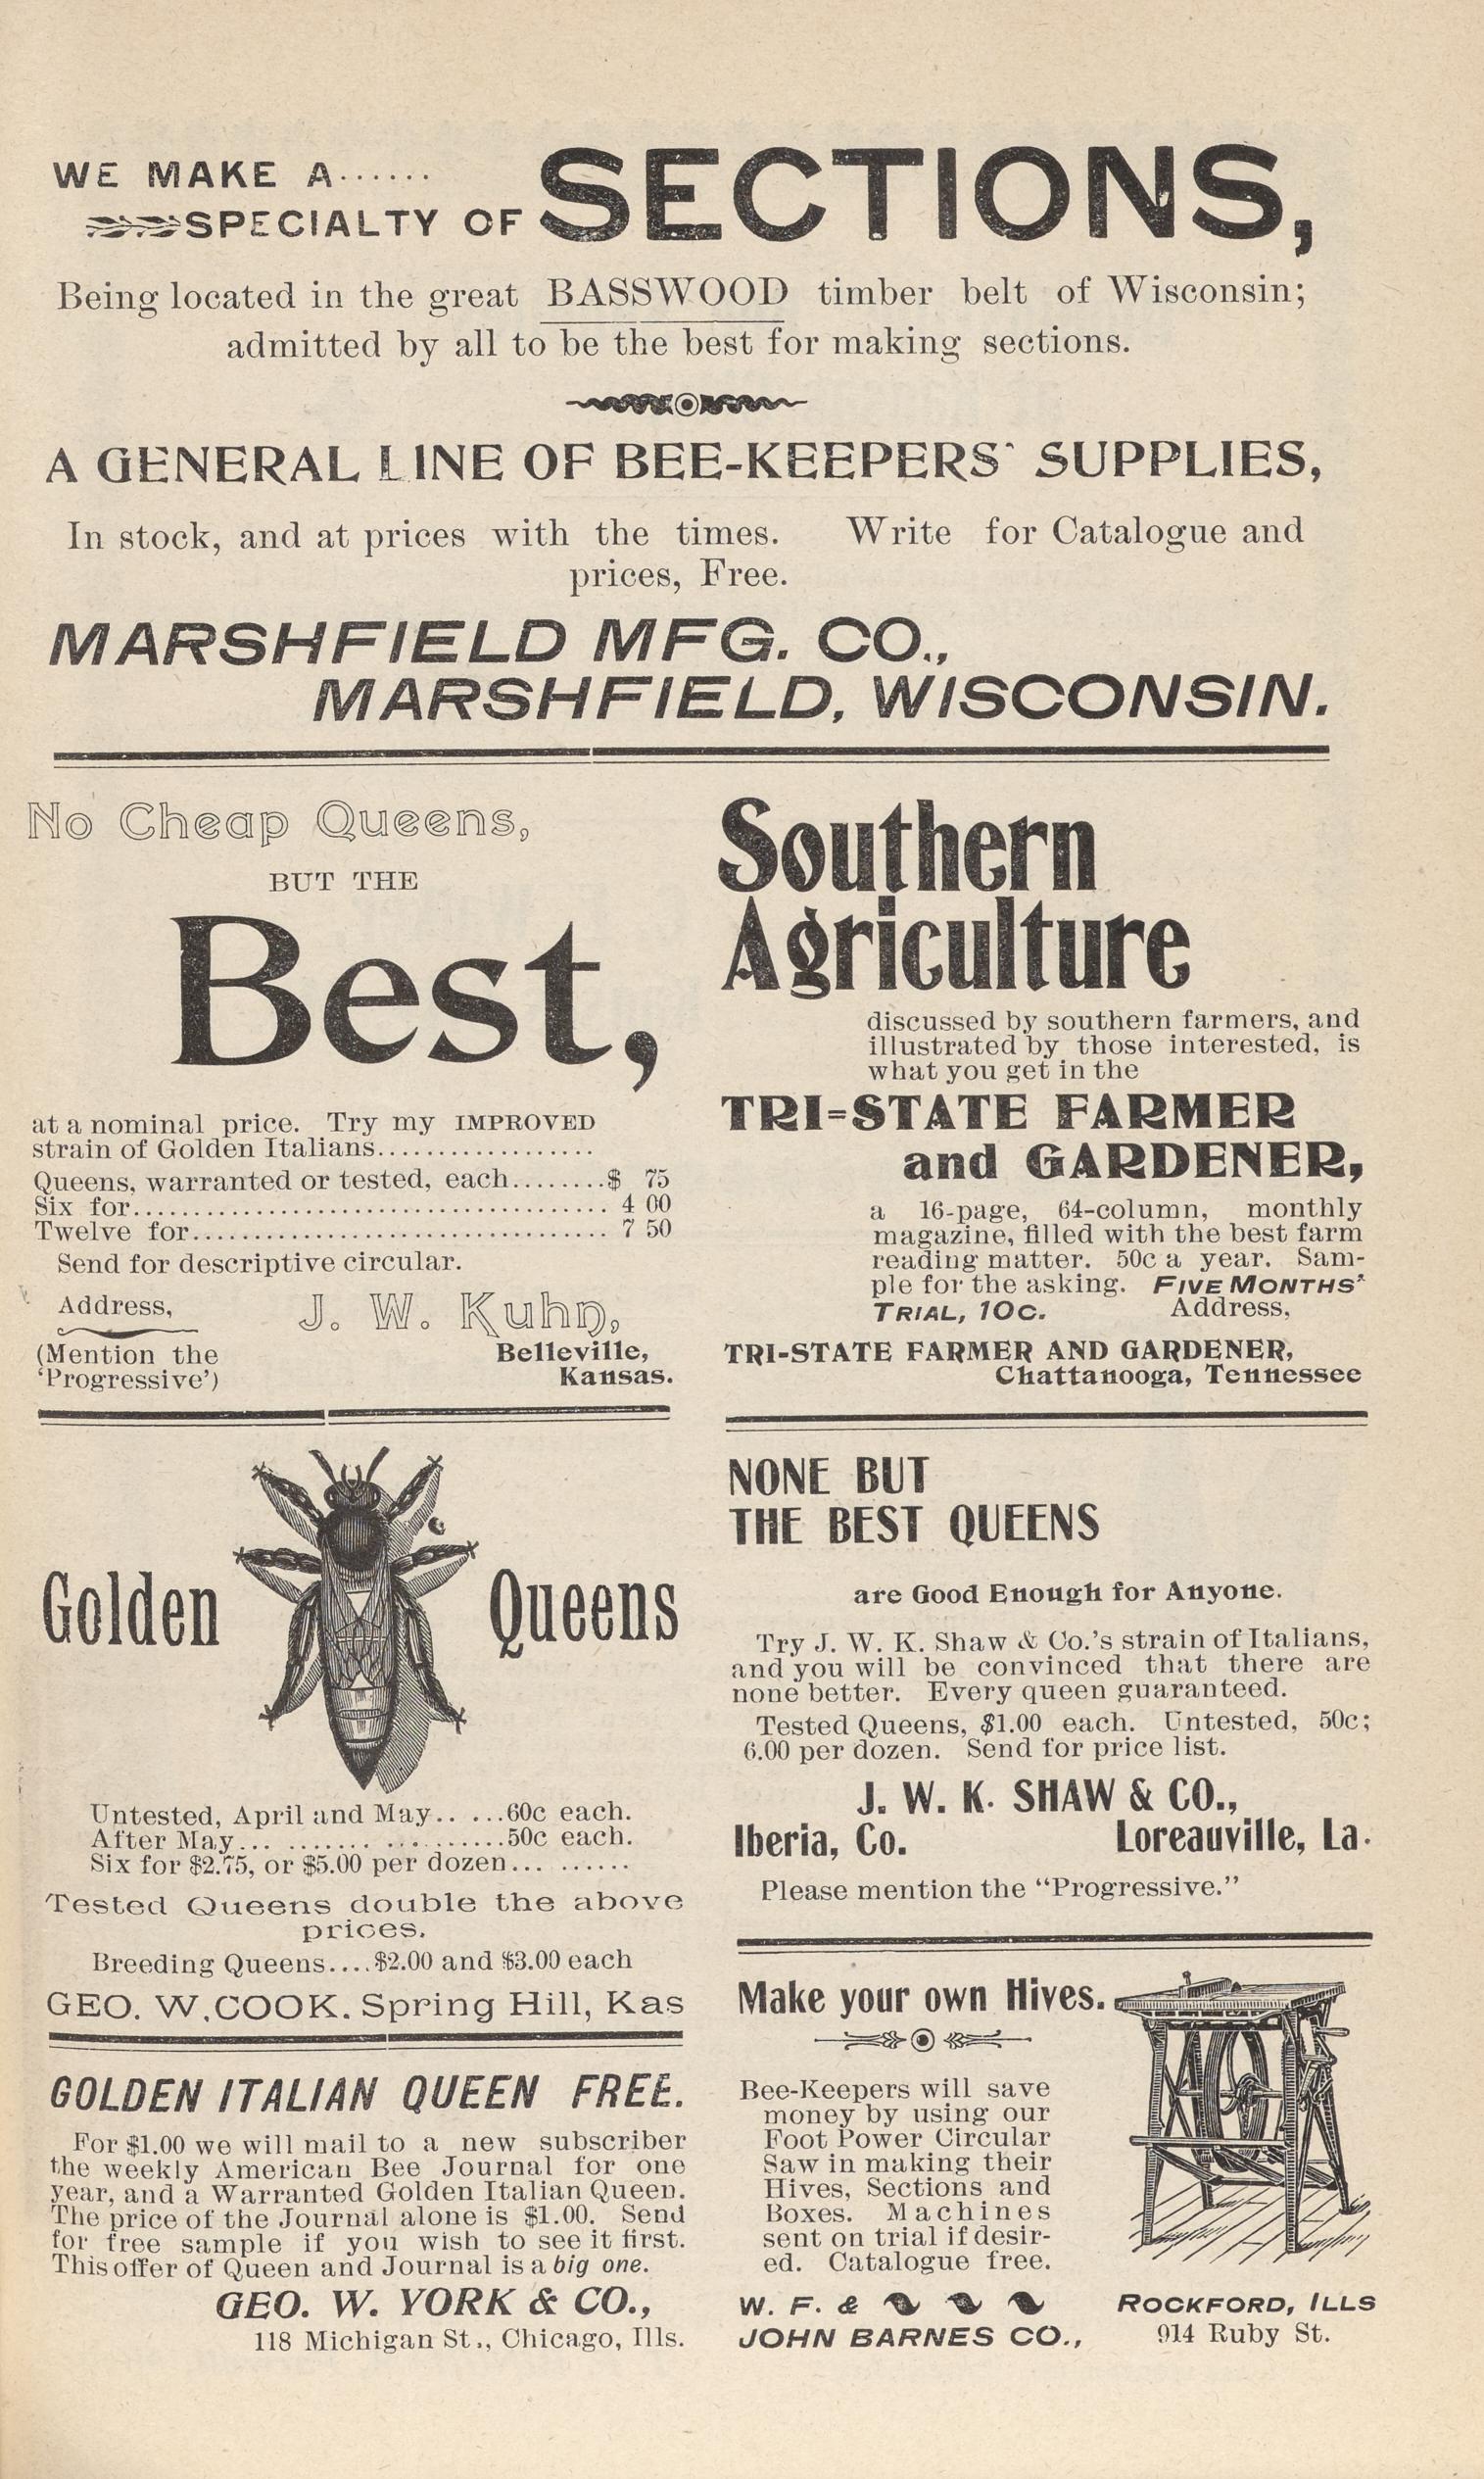 WE MAKE A......
SPECIALTY OF SECTIONS,
Being located in the great BASSWOOD timber belt of Wisconsin;
admitted by all to be the best for making sections.
A GENERAL LINE OF BEE-KEEPERS' SUPPLIES,
In stock, and at prices with the times. Write for Catalogue and
prices, Free.
MARSHFIELD MFG. CO.,
MARSHFIELD, WISCONSIN.
No Cheap Queens,
BUT THE
Best,
at a nominal price. Try my IMPROVED
strain of Golden Italians..................
Queens, warranted or tested, each........$ 75
Six for....................................... 4 00
Twelve for.................................. 7 50
Send for descriptive circular.
Address, J. W. Kuhn,
(Mention the Belleville,
'Progressive') Kansas.
Golden Queens
Untested, April and May.. ...60c each.
After May... ....... ..........50c each.
Six for $2.75, or $5.00 per dozen... ......
Tested Queens double the above
prices.
Breeding Queens....$2.00 and $3.00 each
GEO. W. COOK. Spring Hill, Kas
GOLDEN ITALIAN QUEEN FREE.
For $1.00 we will mail to a new subscriber
the weekly American Bee Journal for one
year, and a Warranted Golden Italian Queen.
The price of the Journal alone is $1.00. Send
for free sample if you wish to see it first.
This offer of Queen and Journal is a big one.
GEO. W. YORK & CO.,
118 Michigan St., Chicago, Ills.
Southern
Agriculture
discussed by southern farmers, and
illustrated by those interested, is
what you get in the
TRI-STATE FARMER
and GARDENER,
a 16-page, 64-column, monthly
magazine, filled with the best farm
reading matter. 50c a year. Sam-
ple for the asking. FIVE MONTHS'
TRIAL, 10C. Address,
TRI-STATE FARMER AND GARDENER,
Chattanooga, Tennessee
NONE BUT
THE BEST QUEENS
are Good Enough for Anyone.
Try J. W. K. Shaw & Co.'s strain of Italians,
and you will be convinced that there are
none better. Every queen guaranteed.
Tested Queens, $1.00 each. Untested, 50c;
6.00 per dozen. Send for price list.
J. W. K. SHAW & CO.,
Iberia, Co. Loreauville, La.
Please mention the "Progressive."
Make your own Hives.
Bee-Keepers will save
money by using our
Foot Power Circular
Saw in making their
Hives, Sections and
Boxes. Machines
sent on trial if desir-
ed. Catalogue free.
W. F. & ROCKFORD, ILLS
JOHN BARNES CO., 914 Ruby St.